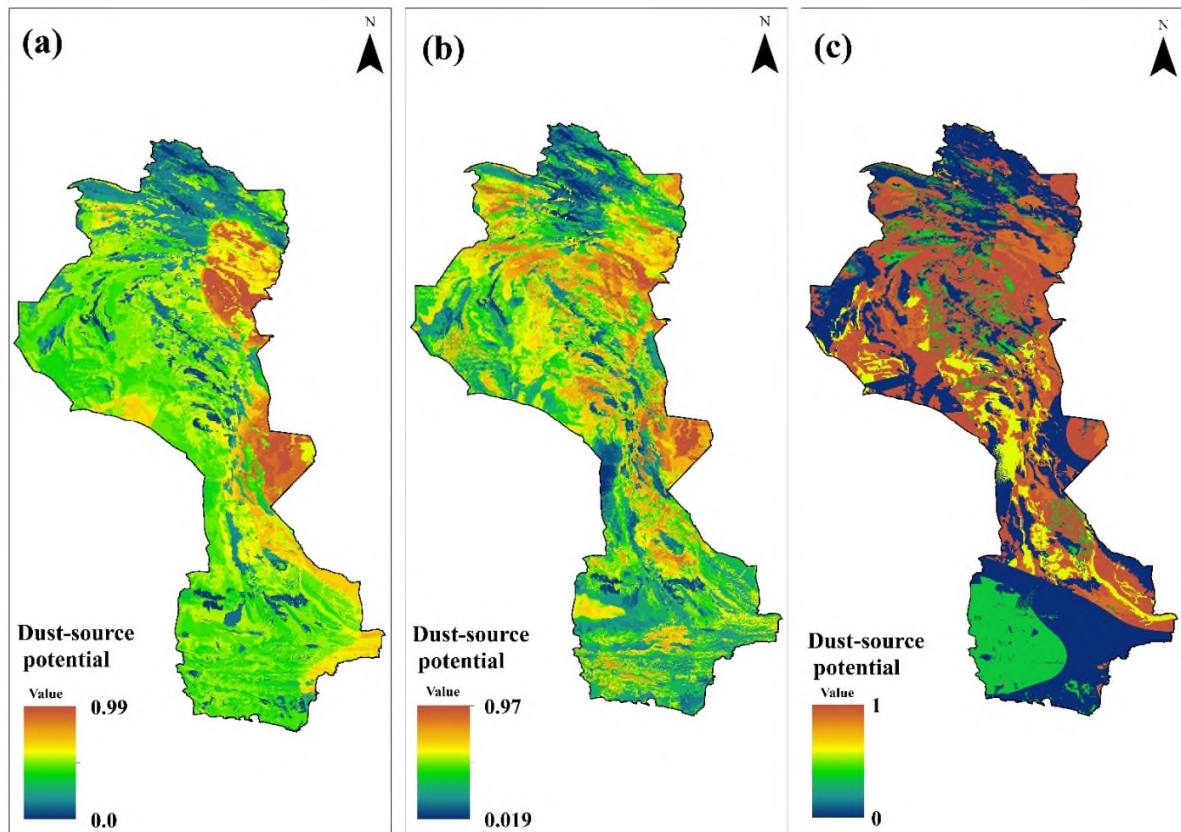 (a)
N
Dust-source
potential
Value
0.99
0.0
(b)
N
Dust-source
potential
Value
0.97
0.019
(c)
N
Dust-source
potential
Value
1
0